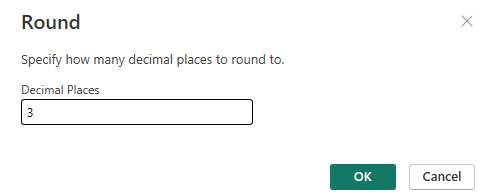 Round
Specify how many decimal places to round to.
Decimal Places
3
OK
Cancel